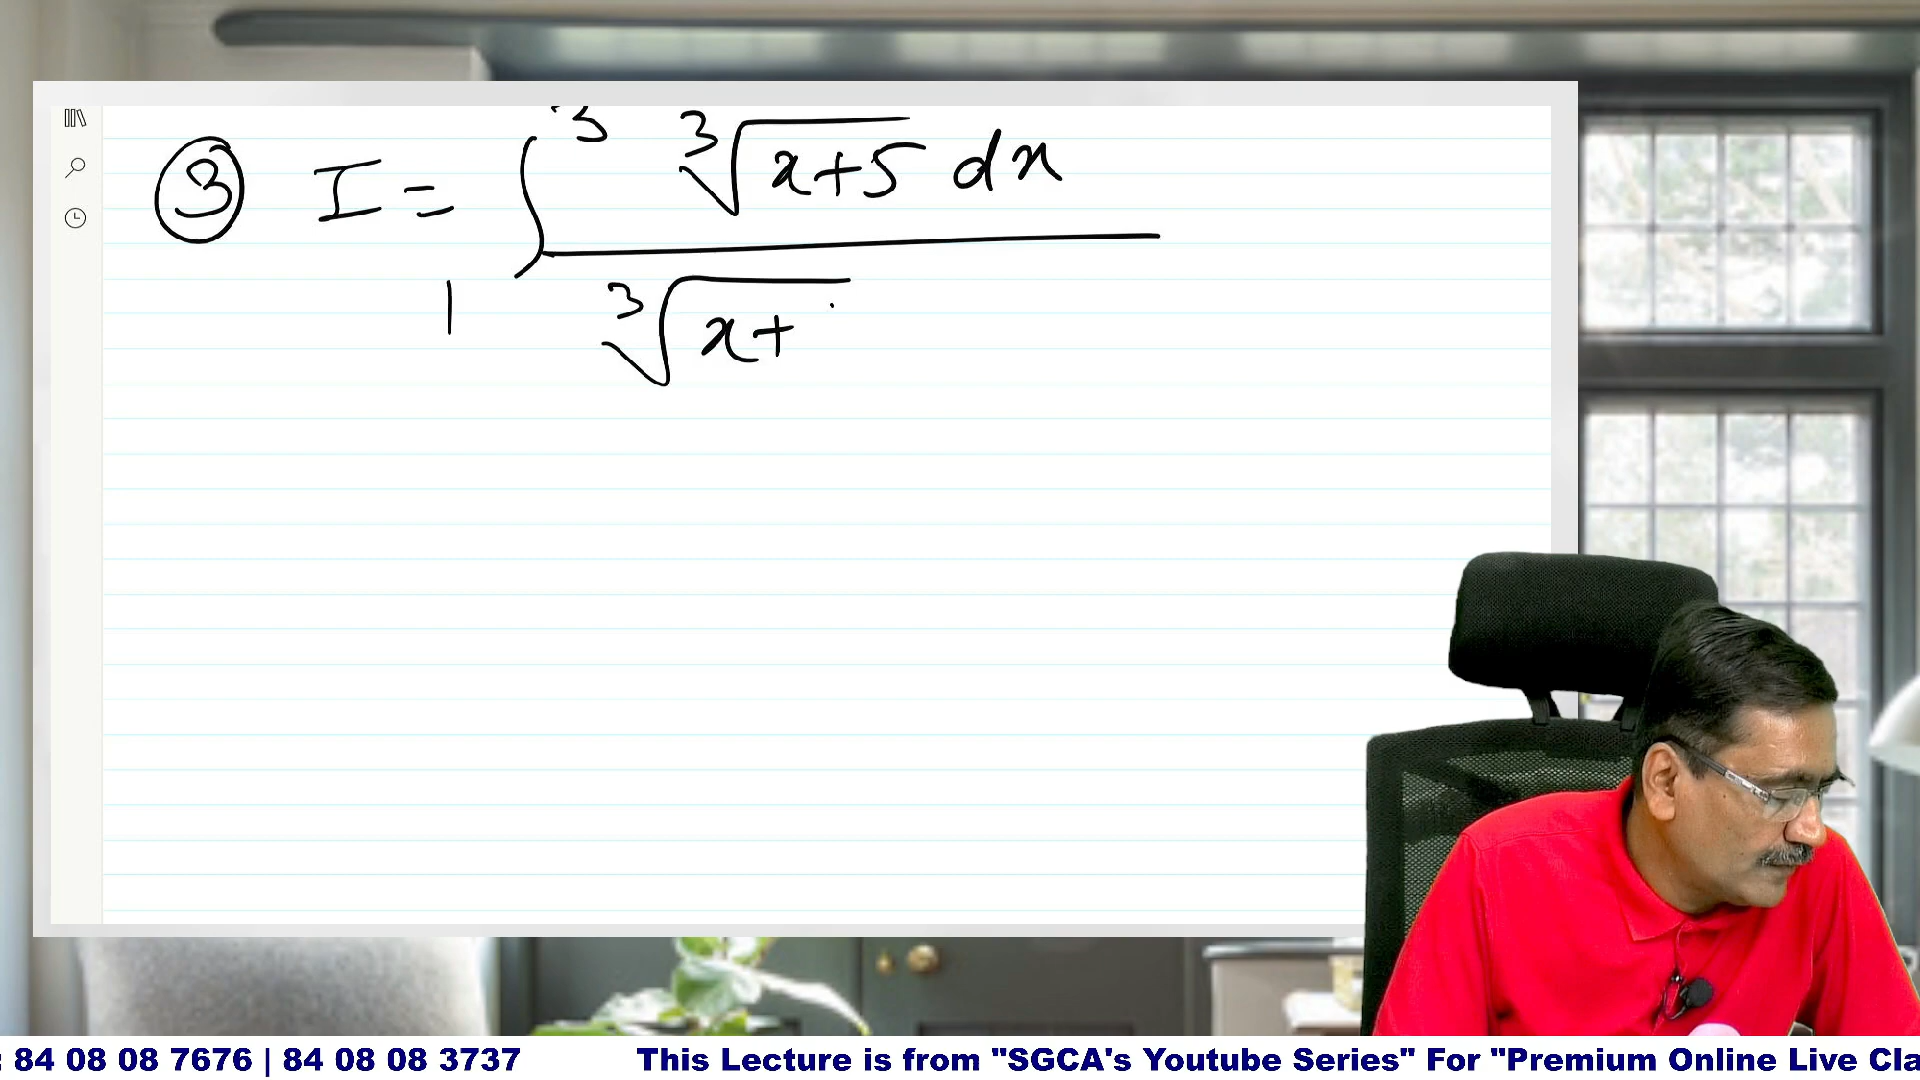 ③ I = ∫₁³ ∛(x+5) dx
∛(x+
: 84 08 08 7676 | 84 08 08 3737 This Lecture is from "SGCA's Youtube Series" For "Premium Online Live Cla